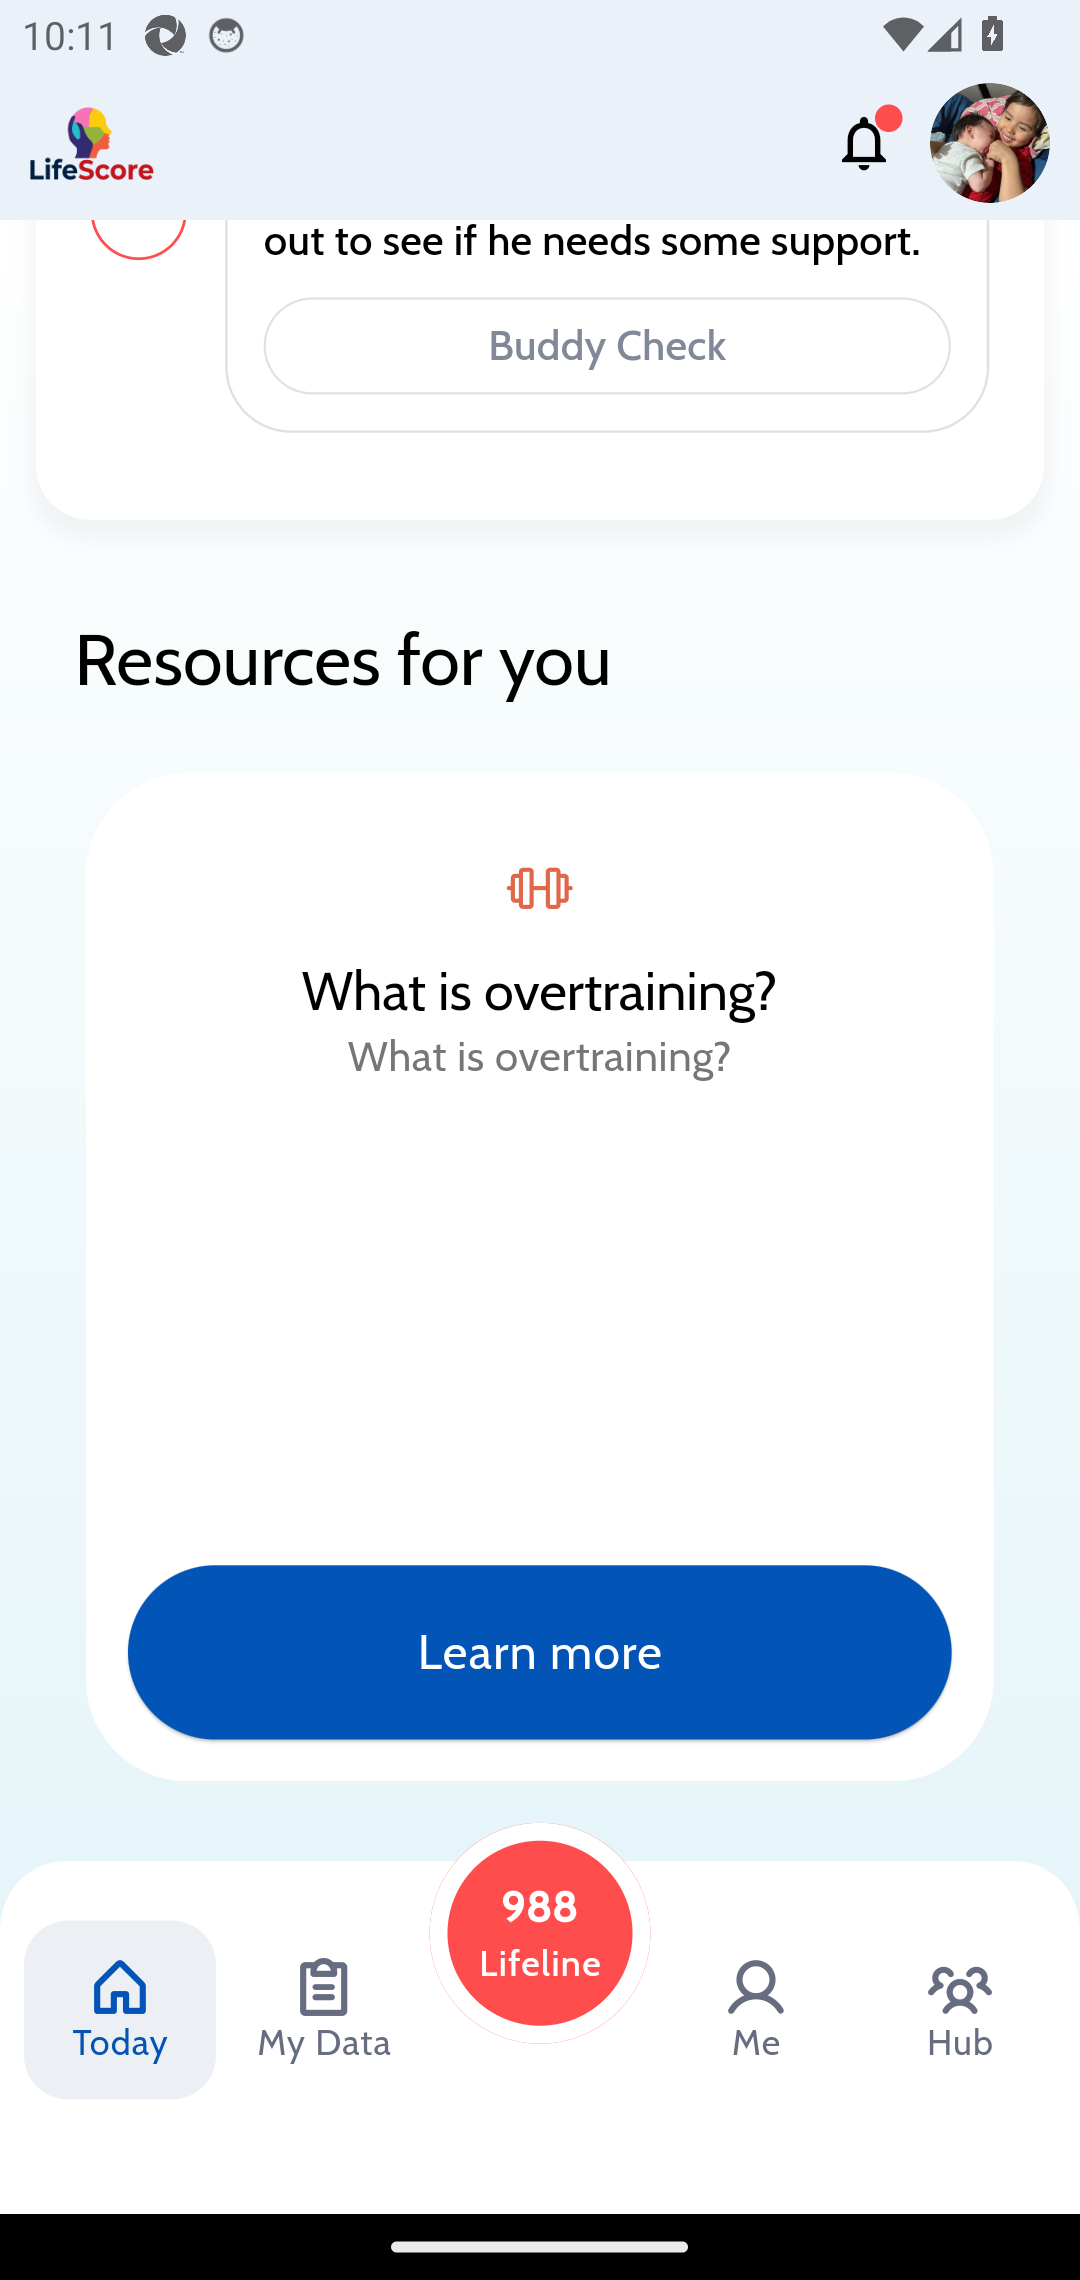 10:11
LifeScore
out to see if he needs some support.
Buddy Check
Resources for you
What is overtraining?
What is overtraining?
Learn more
988
Lifeline
Today
My Data
Me
Hub